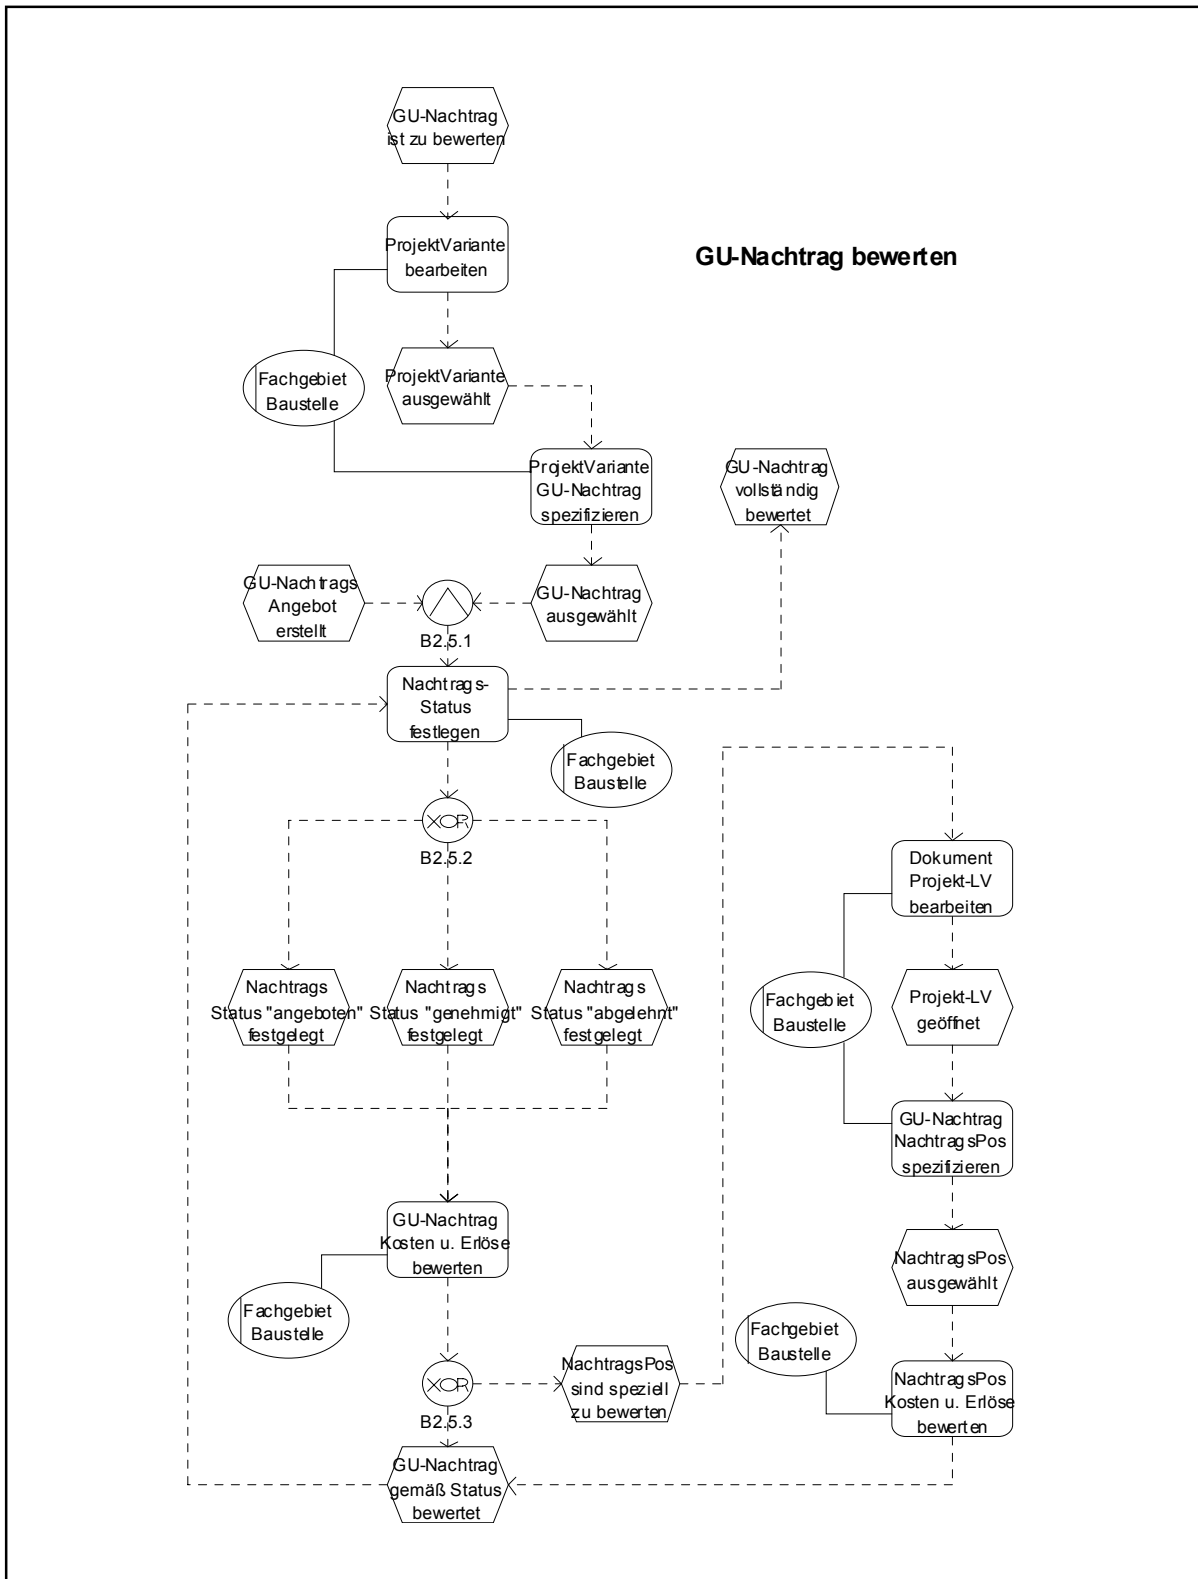 GU-Nachtrag
ist zu bewerten
ProjektVariante
bearbeiten
GU-Nachtrag bewerten
Fachgebiet
Baustelle
ProjektVariante
ausgewählt
ProjektVariante
GU-Nachtrag
spezifizieren
GU-Nachtrag
vollständig
bewertet
GU-Nachtrags
Angebot
erstellt
GU-Nachtrag
ausgewählt
B2.5.1
Nachtrags-
Status
festlegen
Fachgebiet
Baustelle
XOR
B2.5.2
Nachtrags
Status "angeboten"
festgelegt
Nachtrags
Status "genehmigt"
festgelegt
Nachtrags
Status "abgelehnt"
festgelegt
Dokument
Projekt-LV
bearbeiten
Fachgebiet
Baustelle
Projekt-LV
geöffnet
GU-Nachtrag
NachtragsPos
spezifizieren
GU-Nachtrag
Kosten u. Erlöse
bewerten
Fachgebiet
Baustelle
NachtragsPos
ausgewählt
Fachgebiet
Baustelle
XOR
B2.5.3
NachtragsPos
sind speziell
zu bewerten
NachtragsPos
Kosten u. Erlöse
bewerten
GU-Nachtrag
gemäß Status
bewertet